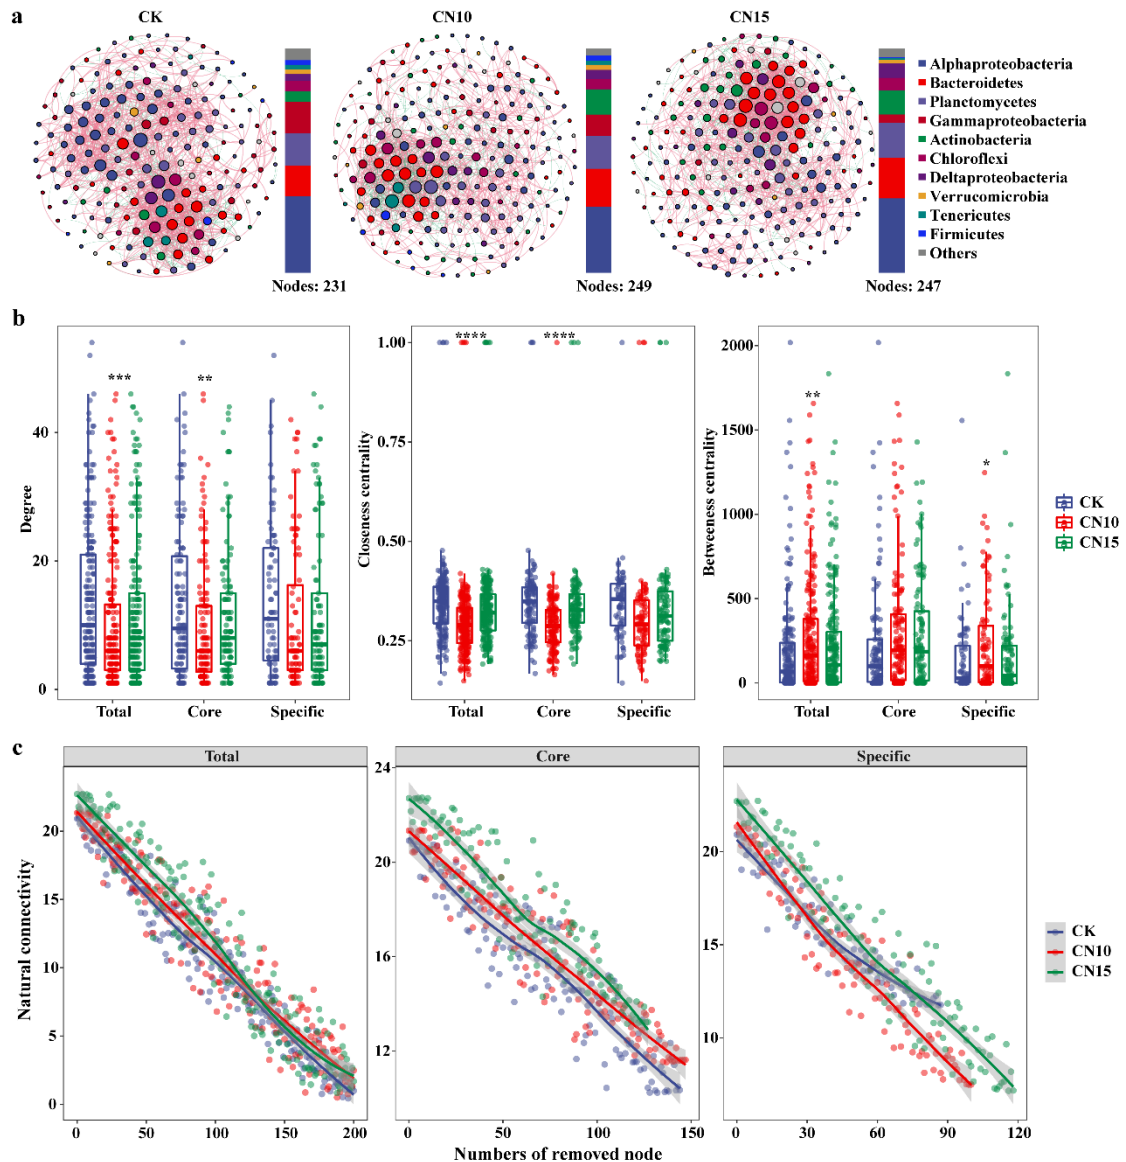 a
CK
CN10
CN15
Alphaproteobacteria
Bacteroidetes
Planctomycetes
Gammaproteobacteria
Actinobacteria
Chloroflexi
Deltaproteobacteria
Verrucomicrobia
Tenericutes
Firmicutes
Others
Nodes: 231
Nodes: 249
Nodes: 247
b
Degree
40
20
0
***
**
Total
Core
Specific
Closeness centrality
1.00
0.75
0.50
0.25
****
****
Total
Core
Specific
Betweeness centrality
2000
1500
1000
500
0
**
*
Total
Core
Specific
CK
CN10
CN15
c
Total
Core
Specific
Natural connectivity
20
15
10
5
0
0
50
100
150
200
24
20
16
12
0
50
100
150
20
15
10
0
30
60
90
120
Numbers of removed node
CK
CN10
CN15